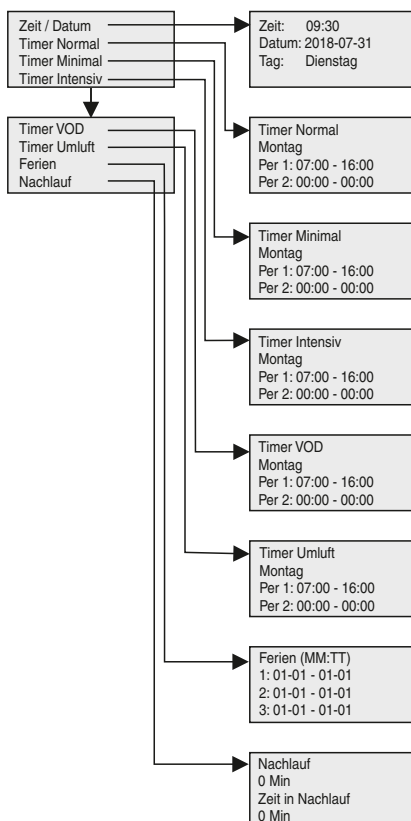 Zeit / Datum
Timer Normal
Timer Minimal
Timer Intensiv
Timer VOD
Timer Umluft
Ferien
Nachlauf
Zeit: 09:30
Datum: 2018-07-31
Tag: Dienstag
Timer Normal
Montag
Per 1: 07:00 - 16:00
Per 2: 00:00 - 00:00
Timer Minimal
Montag
Per 1: 07:00 - 16:00
Per 2: 00:00 - 00:00
Timer Intensiv
Montag
Per 1: 07:00 - 16:00
Per 2: 00:00 - 00:00
Timer VOD
Montag
Per 1: 07:00 - 16:00
Per 2: 00:00 - 00:00
Timer Umluft
Montag
Per 1: 07:00 - 16:00
Per 2: 00:00 - 00:00
Ferien (MM:TT)
1: 01-01 - 01-01
2: 01-01 - 01-01
3: 01-01 - 01-01
Nachlauf
0 Min
Zeit in Nachlauf
0 Min